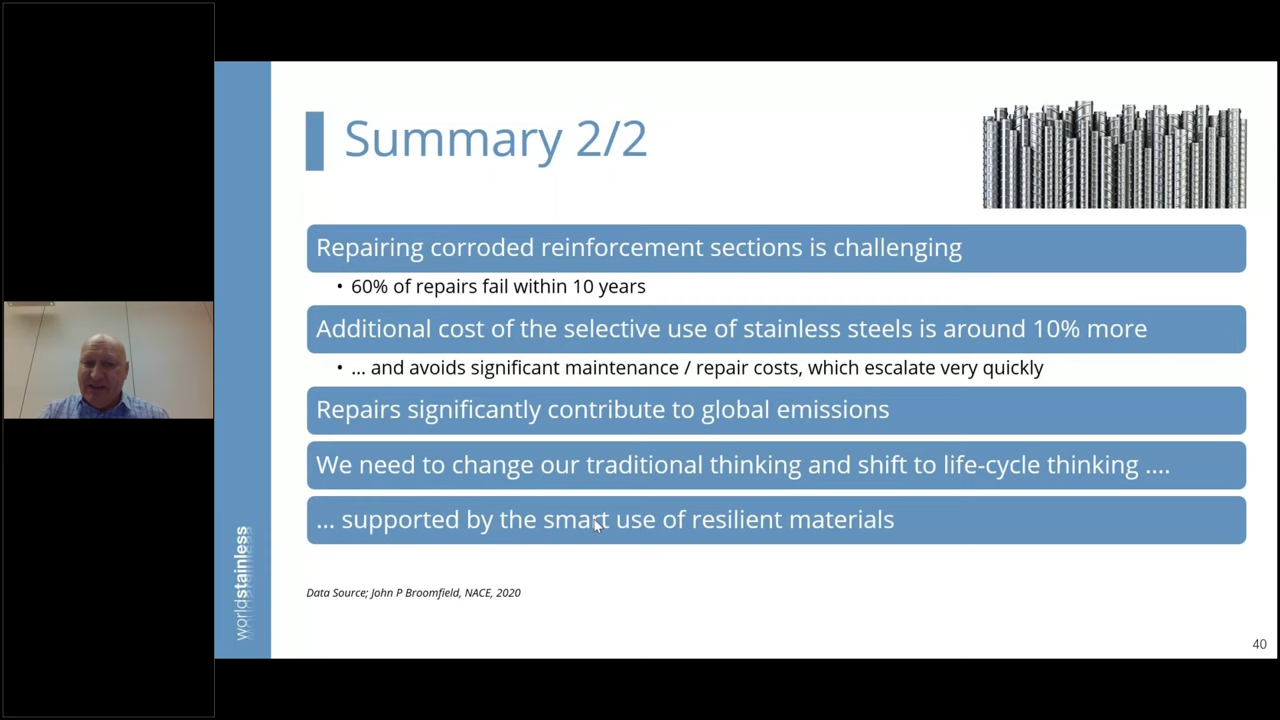 Summary 2/2
Repairing corroded reinforcement sections is challenging
• 60% of repairs fail within 10 years
Additional cost of the selective use of stainless steels is around 10% more
• ... and avoids significant maintenance / repair costs, which escalate very quickly
Repairs significantly contribute to global emissions
We need to change our traditional thinking and shift to life-cycle thinking ....
... supported by the smart use of resilient materials
Data Source; John P Broomfield, NACE, 2020
worldstainless
40